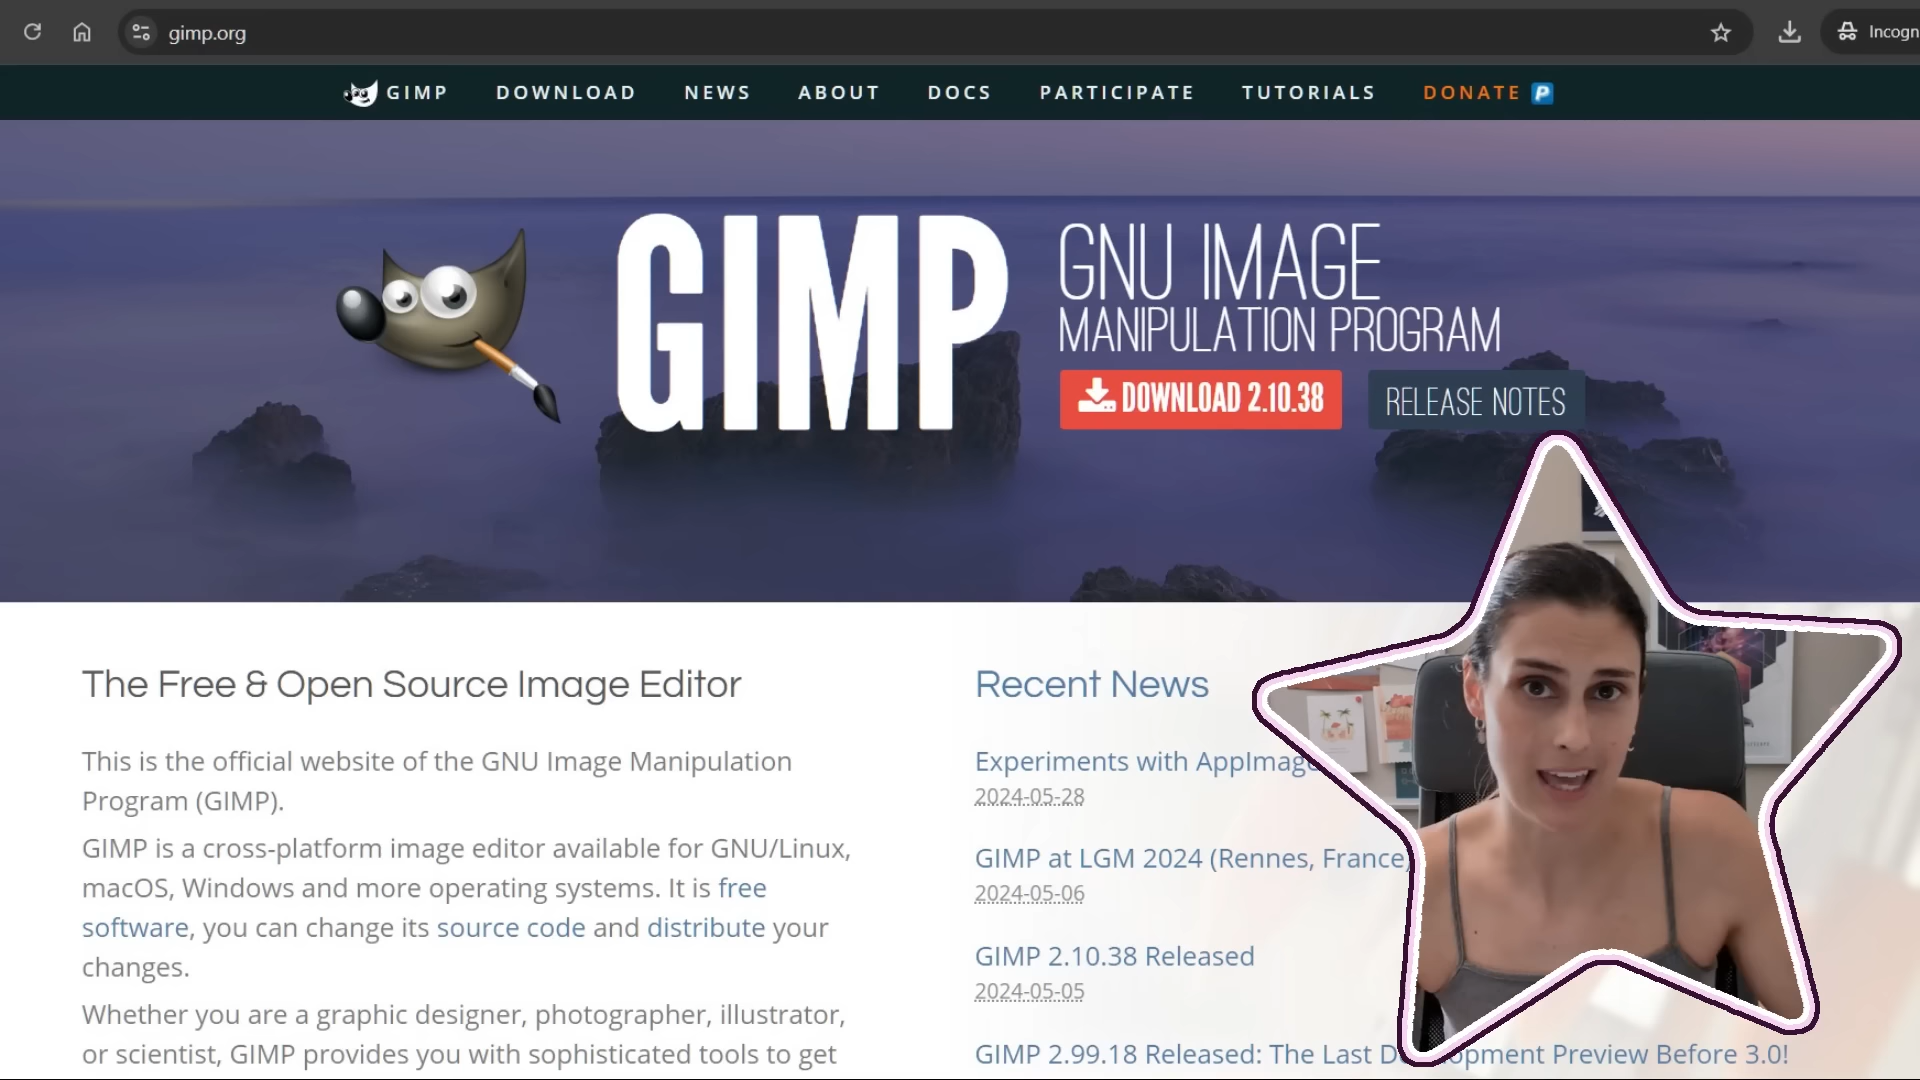 gimp.org
Incogn
GIMP DOWNLOAD NEWS ABOUT DOCS PARTICIPATE TUTORIALS DONATE
GIMP
GNU IMAGE
MANIPULATION PROGRAM
DOWNLOAD 2.10.38 RELEASE NOTES
The Free & Open Source Image Editor
This is the official website of the GNU Image Manipulation
Program (GIMP).
GIMP is a cross-platform image editor available for GNU/Linux,
macOS, Windows and more operating systems. It is free
software, you can change its source code and distribute your
changes.
Whether you are a graphic designer, photographer, illustrator,
or scientist, GIMP provides you with sophisticated tools to get
Recent News
Experiments with AppImage
2024-05-28
GIMP at LGM 2024 (Rennes, France)
2024-05-06
GIMP 2.10.38 Released
2024-05-05
GIMP 2.99.18 Released: The Last D opment Preview Before 3.0!